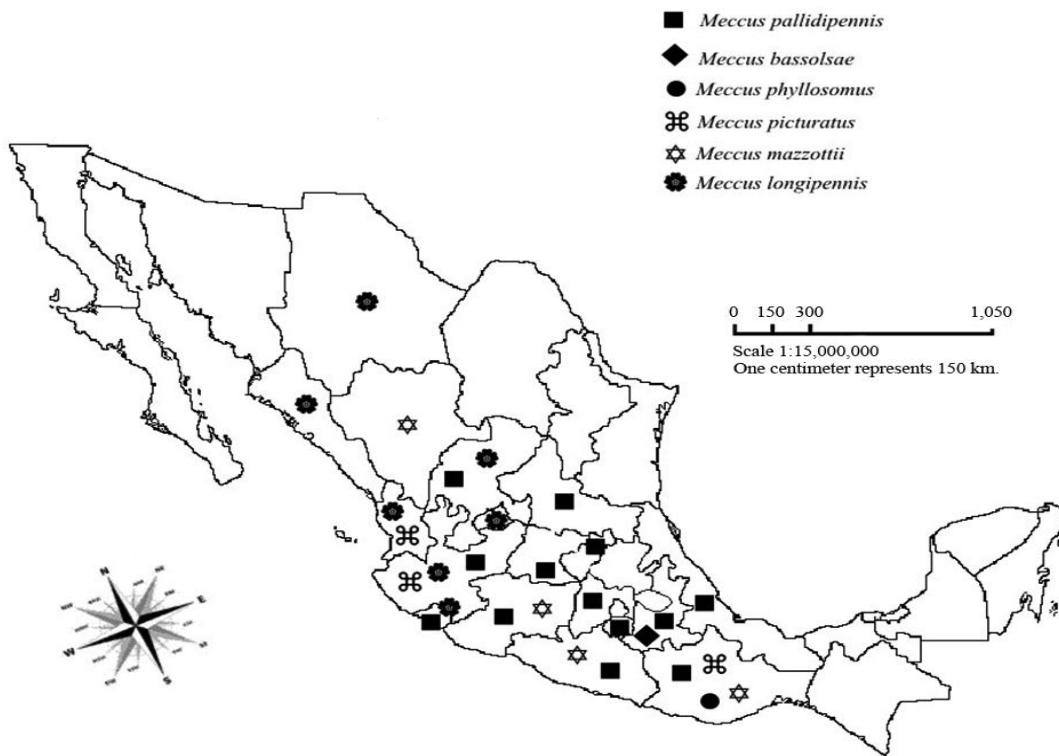 Meccus pallidipennis
Meccus bassolsae
Meccus phyllosomus
Meccus picturatus
Meccus mazzottii
Meccus longipennis
0 150 300 1,050
Scale 1:15,000,000
One centimeter represents 150 km.
N
E
S
W